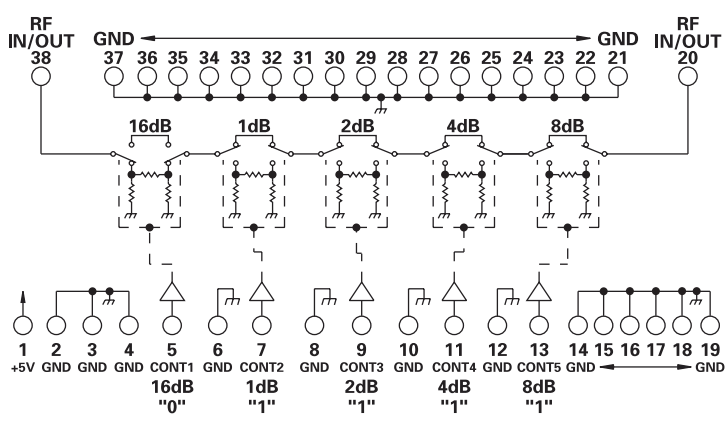 RF
IN/OUT
38
GND
GND
RF
IN/OUT
20
37 36 35 34 33 32 31 30 29 28 27 26 25 24 23 22 21
16dB 1dB 2dB 4dB 8dB
1 2 3 4 5 6 7 8 9 10 11 12 13 14 15 16 17 18 19
+5V GND GND GND CONT1 GND CONT2 GND CONT3 GND CONT4 GND CONT5 GND GND
16dB 1dB 2dB 4dB 8dB
"0" "1" "1" "1" "1"